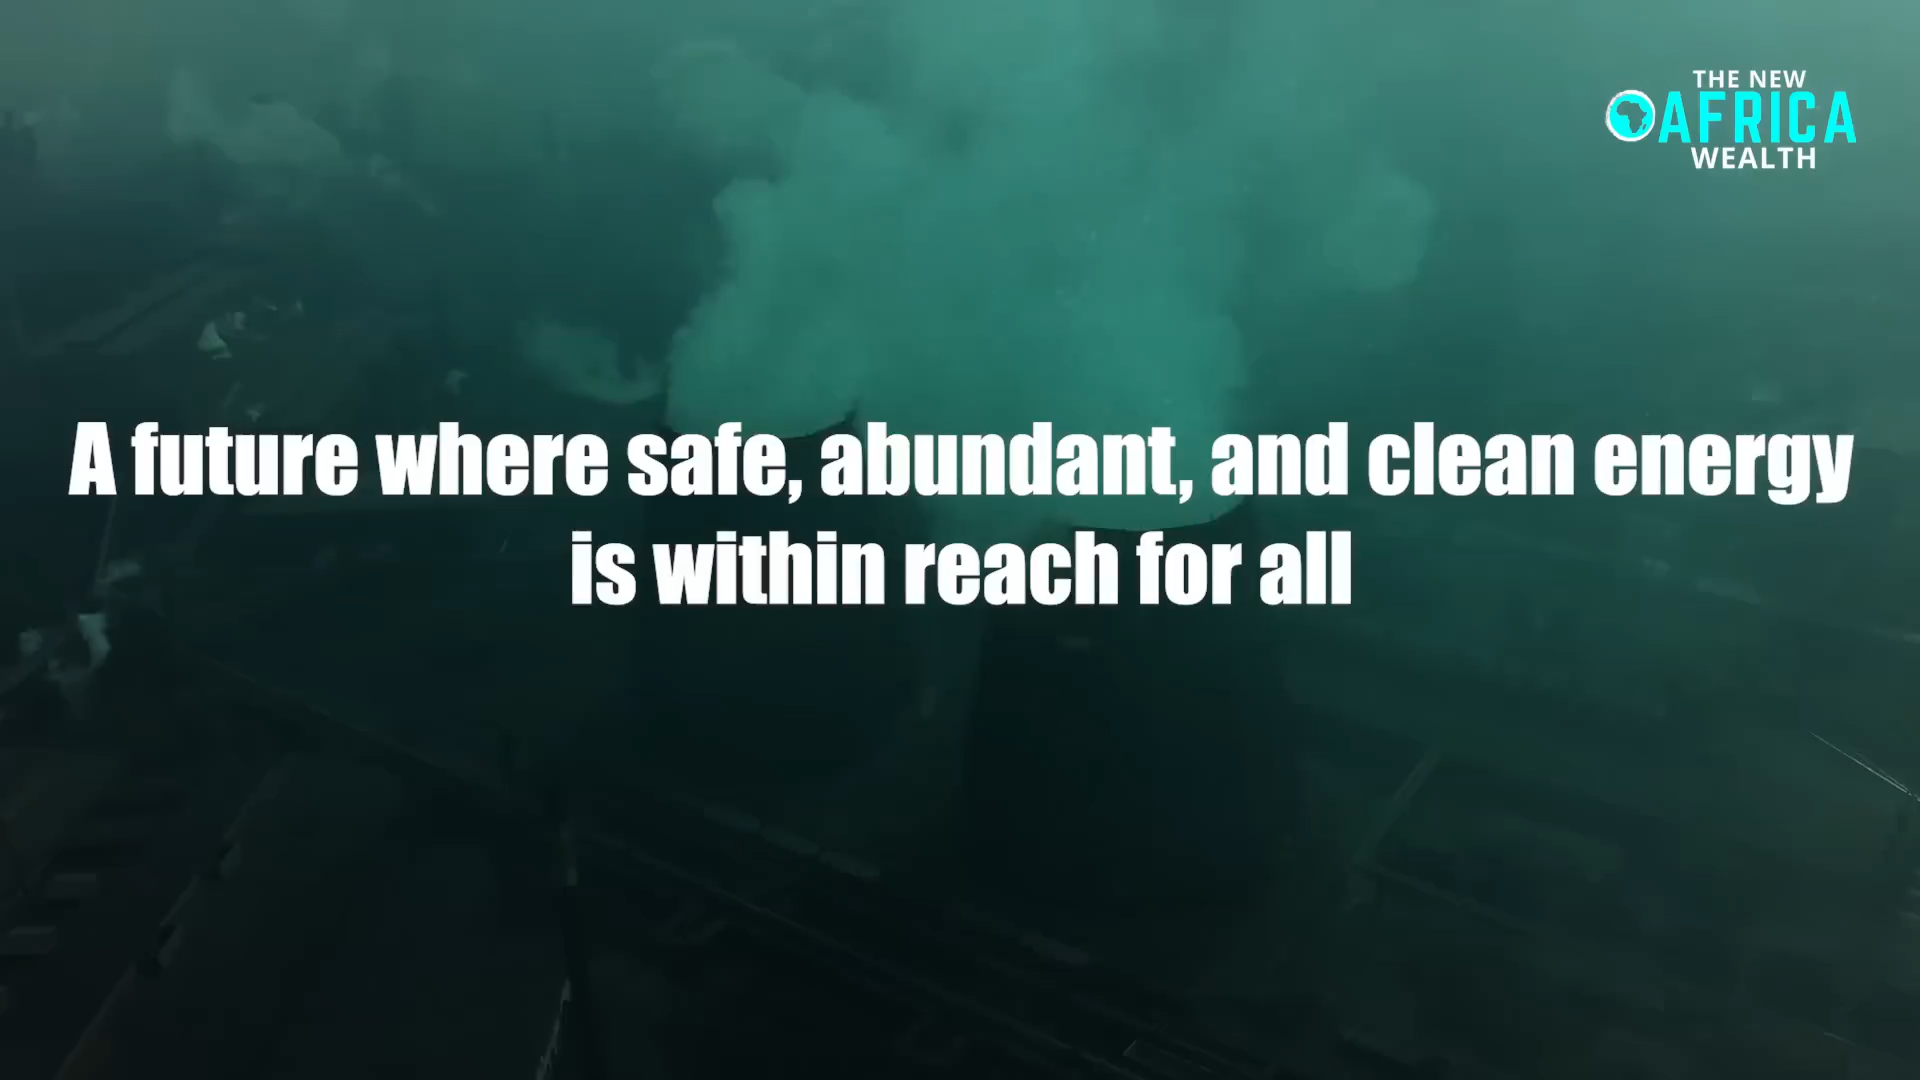 THE NEW
AFRICA
WEALTH
A future where safe, abundant, and clean energy
is within reach for all